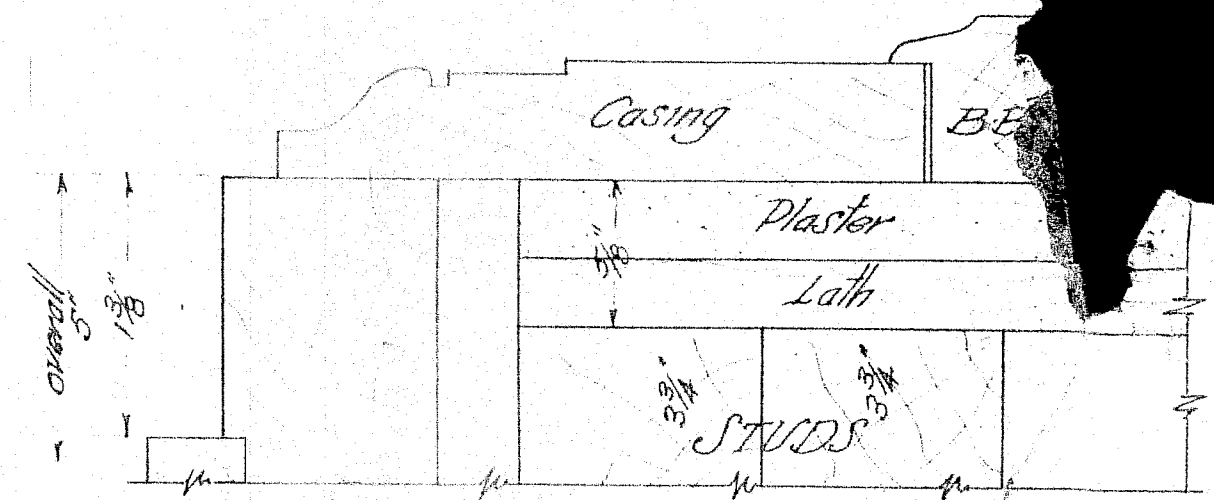 Casing
B.B
Plaster
5/8"
Lath
overall
5"
1 3/8"
3 3/4"
3 3/4"
STUDS